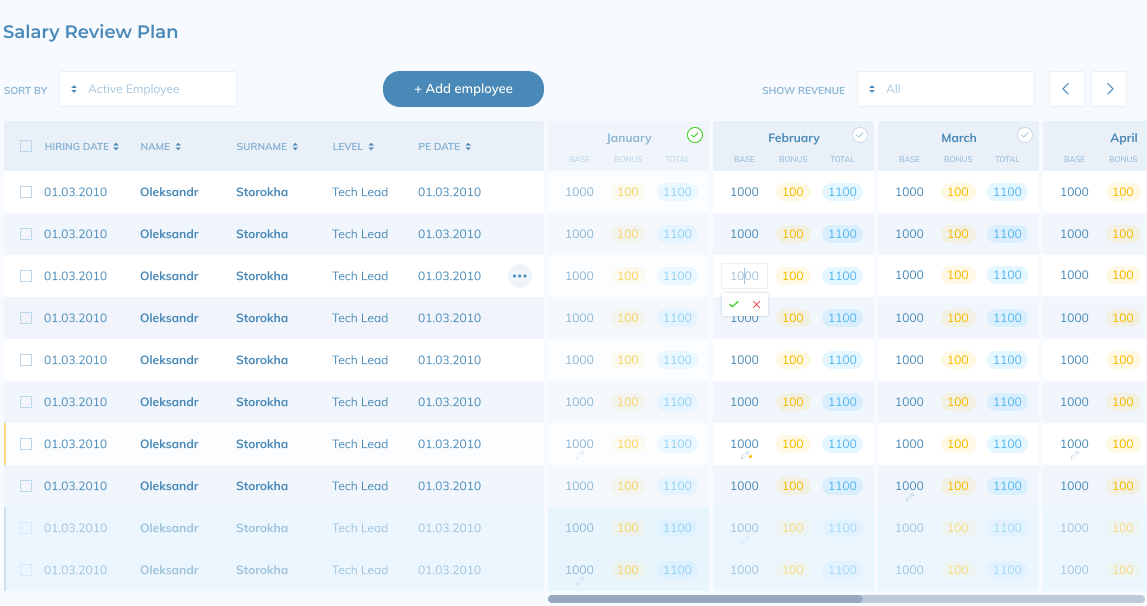 Salary Review Plan
SORT BY Active Employee + Add employee SHOW REVENUE All
January February March April
HIRING DATE NAME SURNAME LEVEL PE DATE BASE BONUS TOTAL BASE BONUS TOTAL BASE BONUS TOTAL BASE BONUS
01.03.2010 Oleksandr Storokha Tech Lead 01.03.2010 1000 100 1100 1000 100 1100 1000 100 1100 1000 100
01.03.2010 Oleksandr Storokha Tech Lead 01.03.2010 1000 100 1100 1000 100 1100 1000 100 1100 1000 100
01.03.2010 Oleksandr Storokha Tech Lead 01.03.2010 1000 100 1100 1000 100 1100 1000 100 1100 1000 100
01.03.2010 Oleksandr Storokha Tech Lead 01.03.2010 1000 100 1100 1000 100 1100 1000 100 1100 1000 100
01.03.2010 Oleksandr Storokha Tech Lead 01.03.2010 1000 100 1100 1000 100 1100 1000 100 1100 1000 100
01.03.2010 Oleksandr Storokha Tech Lead 01.03.2010 1000 100 1100 1000 100 1100 1000 100 1100 1000 100
01.03.2010 Oleksandr Storokha Tech Lead 01.03.2010 1000 100 1100 1000 100 1100 1000 100 1100 1000 100
01.03.2010 Oleksandr Storokha Tech Lead 01.03.2010 1000 100 1100 1000 100 1100 1000 100 1100 1000 100
01.03.2010 Oleksandr Storokha Tech Lead 01.03.2010 1000 100 1100 1000 100 1100 1000 100 1100 1000 100
01.03.2010 Oleksandr Storokha Tech Lead 01.03.2010 1000 100 1100 1000 100 1100 1000 100 1100 1000 100